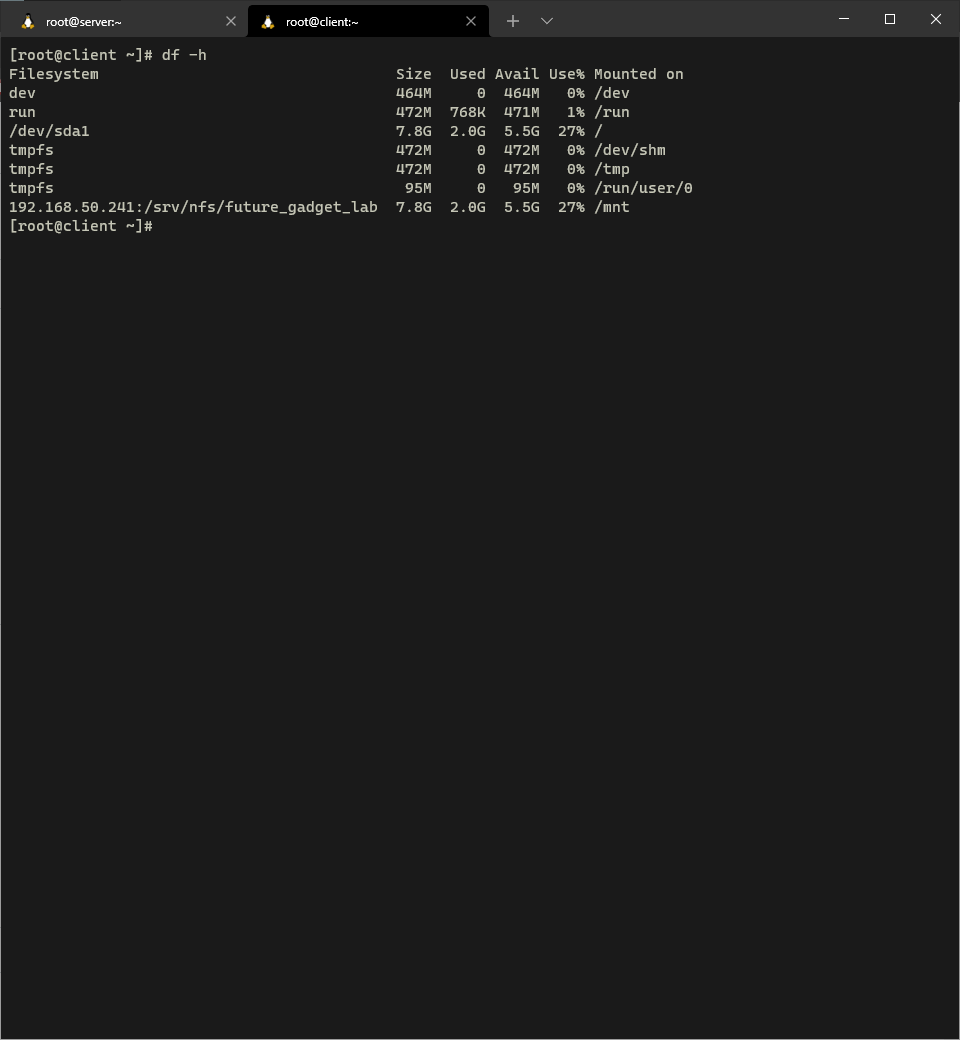 root@server:~ root@client:~
[root@client ~]# df -h
Filesystem                                 Size  Used Avail Use% Mounted on
dev                                        464M     0  464M   0% /dev
run                                        472M  768K  471M   1% /run
/dev/sda1                                  7.8G  2.0G  5.5G  27% /
tmpfs                                      472M     0  472M   0% /dev/shm
tmpfs                                      472M     0  472M   0% /tmp
tmpfs                                       95M     0   95M   0% /run/user/0
192.168.50.241:/srv/nfs/future_gadget_lab  7.8G  2.0G  5.5G  27% /mnt
[root@client ~]#